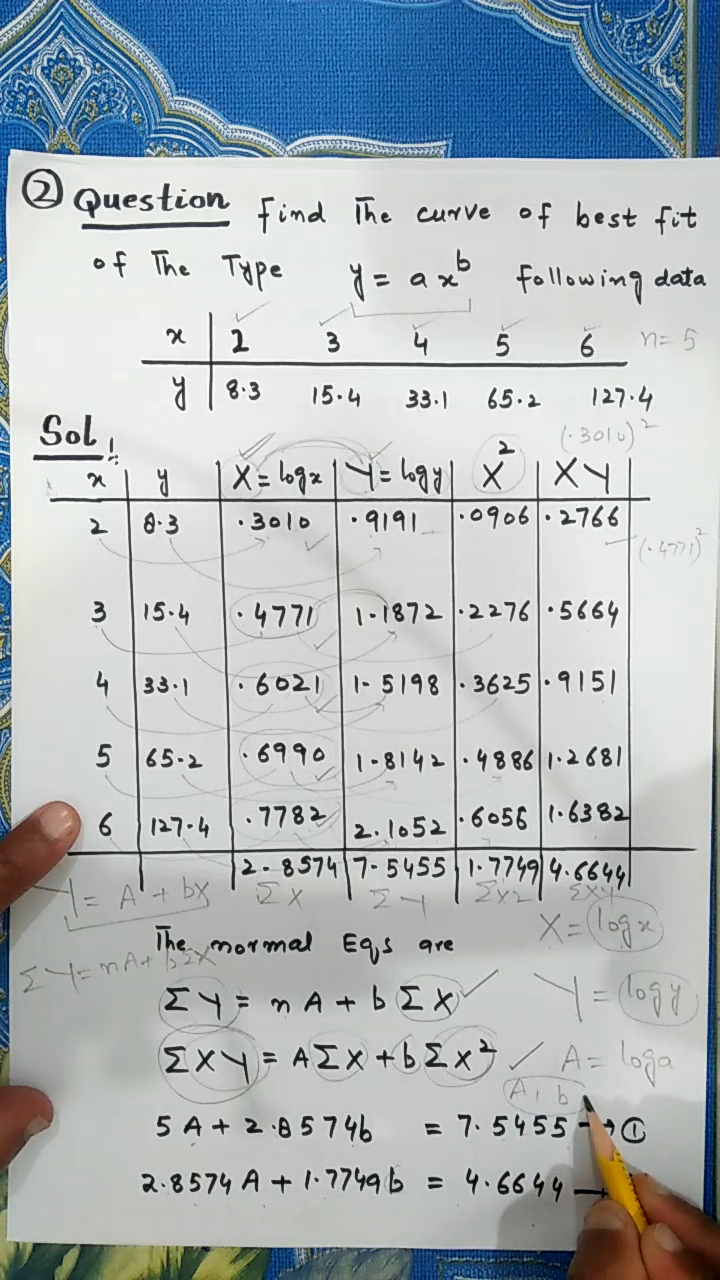 ② Question Find The curve of best fit
of The Type y = a x^b following data
x 2 3 4 5 6 n= 5
y 8.3 15.4 33.1 65.2 127.4
Sol:
(.3010)²
x y X = logx Y = logy X² XY
2 8.3 .3010 .9191 .0906 .2766
(.4771)²
3 15.4 .4771 1.1872 .2276 .5664
4 33.1 .6021 1.5198 .3625 .9151
5 65.2 .6990 1.8142 .4886 1.2681
6 127.4 .7782 2.1052 .6056 1.6382
2.8574 7.5455 1.7749 4.6644
Y = A + bX ΣX ΣY ΣX2 ΣXY
The normal Eqs are X = logx
ΣY = nA + bΣX
ΣY = nA + bΣX Y = logy
ΣXY = AΣX + bΣX² A = loga
A, b
5A + 2.8574b = 7.5455 → ①
2.8574A + 1.7749b = 4.6644 →